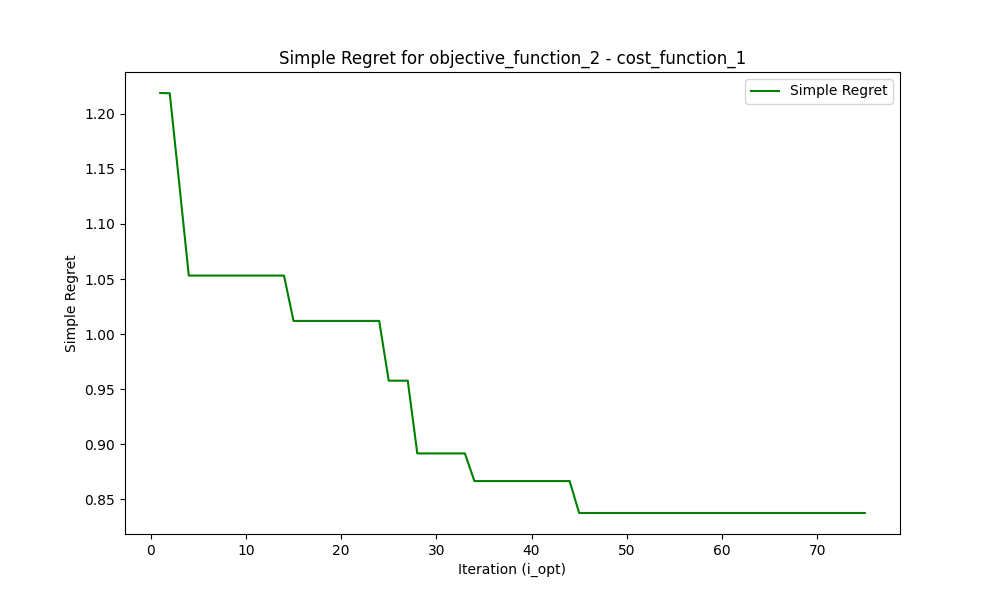 Simple Regret for objective_function_2 - cost_function_1
Simple Regret
1.20
1.15
1.10
1.05
1.00
0.95
0.90
0.85
Simple Regret
0 10 20 30 40 50 60 70
Iteration (i_opt)